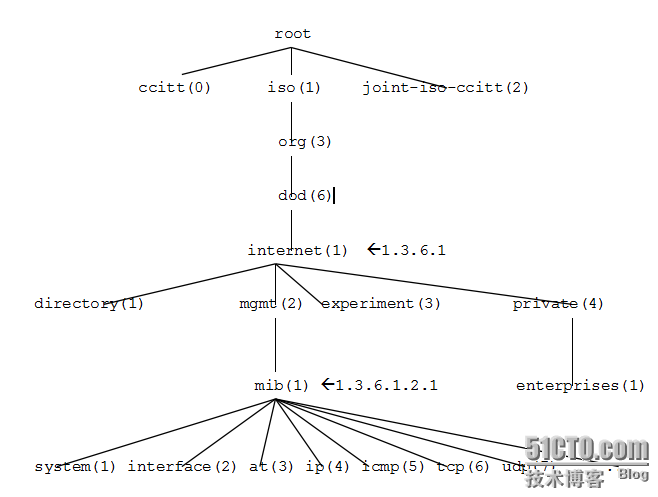 root
ccitt(0) iso(1) joint-iso-ccitt(2)
org(3)
dod(6)
internet(1) ←1.3.6.1
directory(1) mgmt(2) experiment(3) private(4)
mib(1) ←1.3.6.1.2.1 enterprises(1)
system(1) interface(2) at(3) ip(4) icmp(5) tcp(6) udp(7)
51CTO.com
技术博客 Blog